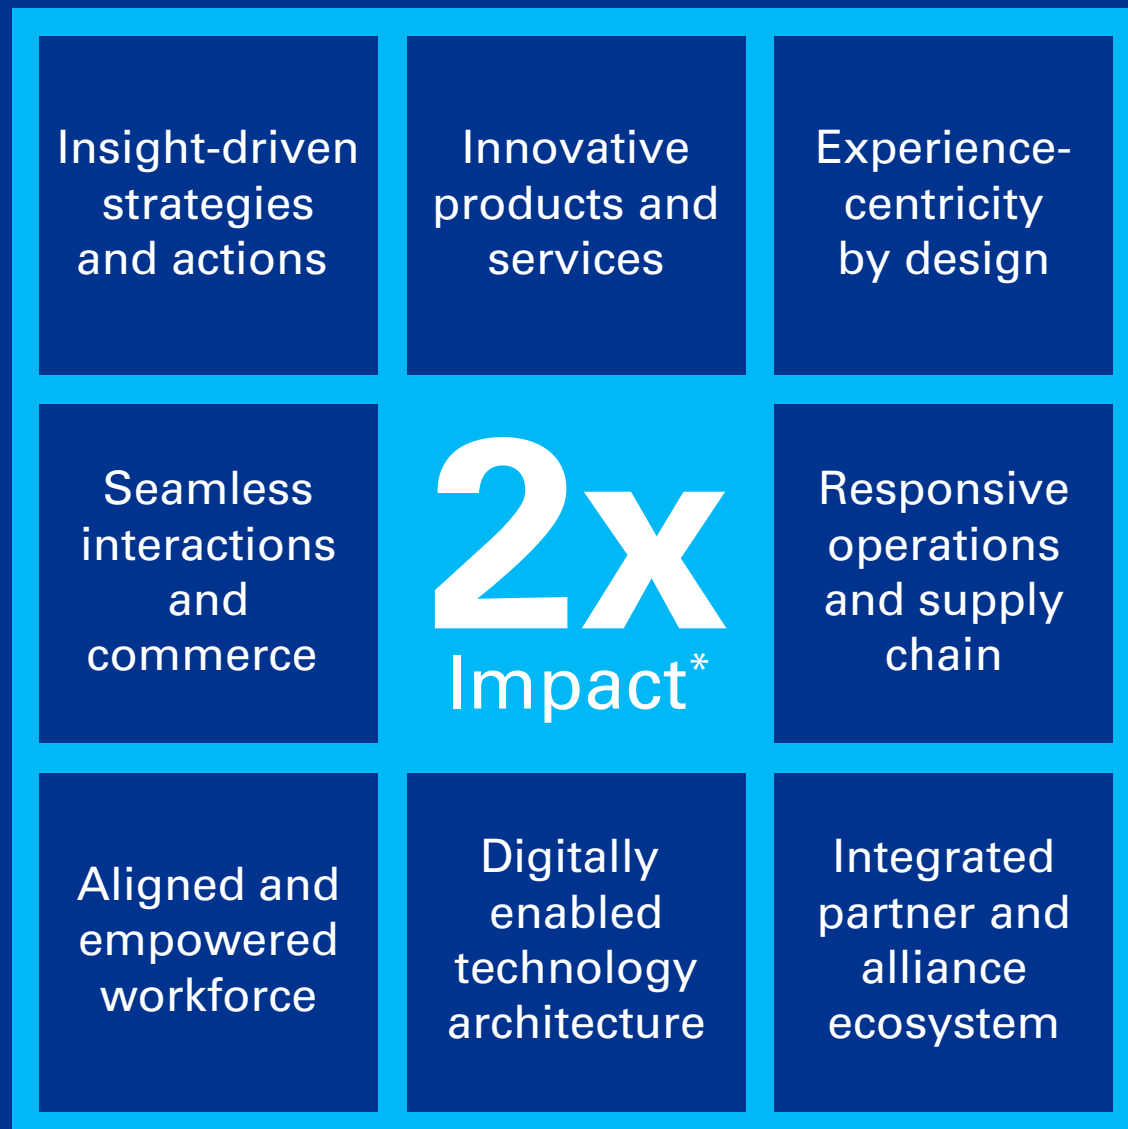 Insight-driven
strategies
and actions
Innovative
products and
services
Experience-
centricity
by design
Seamless
interactions
and
commerce
2x
Impact*
Responsive
operations
and supply
chain
Aligned and
empowered
workforce
Digitally
enabled
technology
architecture
Integrated
partner and
alliance
ecosystem